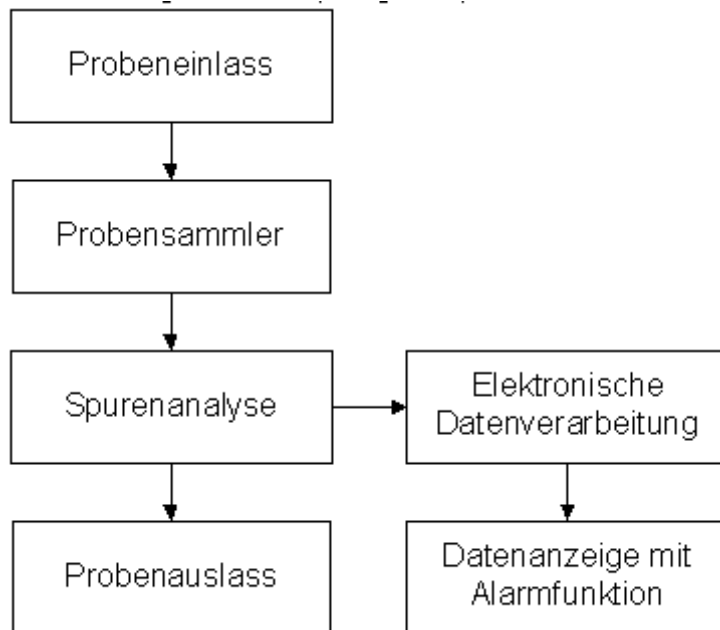 Probeneinlass
Probensammler
Spurenanalyse
Elektronische
Datenverarbeitung
Probenauslass
Datenanzeige mit
Alarmfunktion